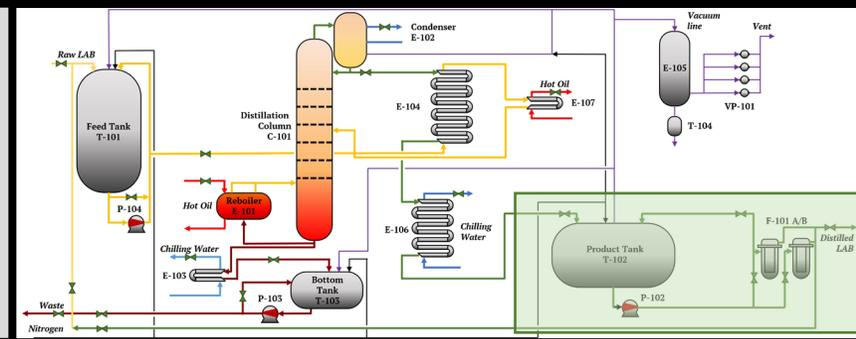 Vacuum
line
Vent
Condenser
E-102
Raw LAB
E-105
Hot Oil
E-104
E-107
VP-101
Feed Tank
T-101
Distillation
Column
C-101
T-104
P-104
Hot Oil
Reboiler
E-101
E-106
Chilling
Water
F-101 A/B
Distilled
LAB
Chilling Water
Product Tank
T-102
E-103
Bottom
Tank
T-103
P-102
P-103
Waste
Nitrogen